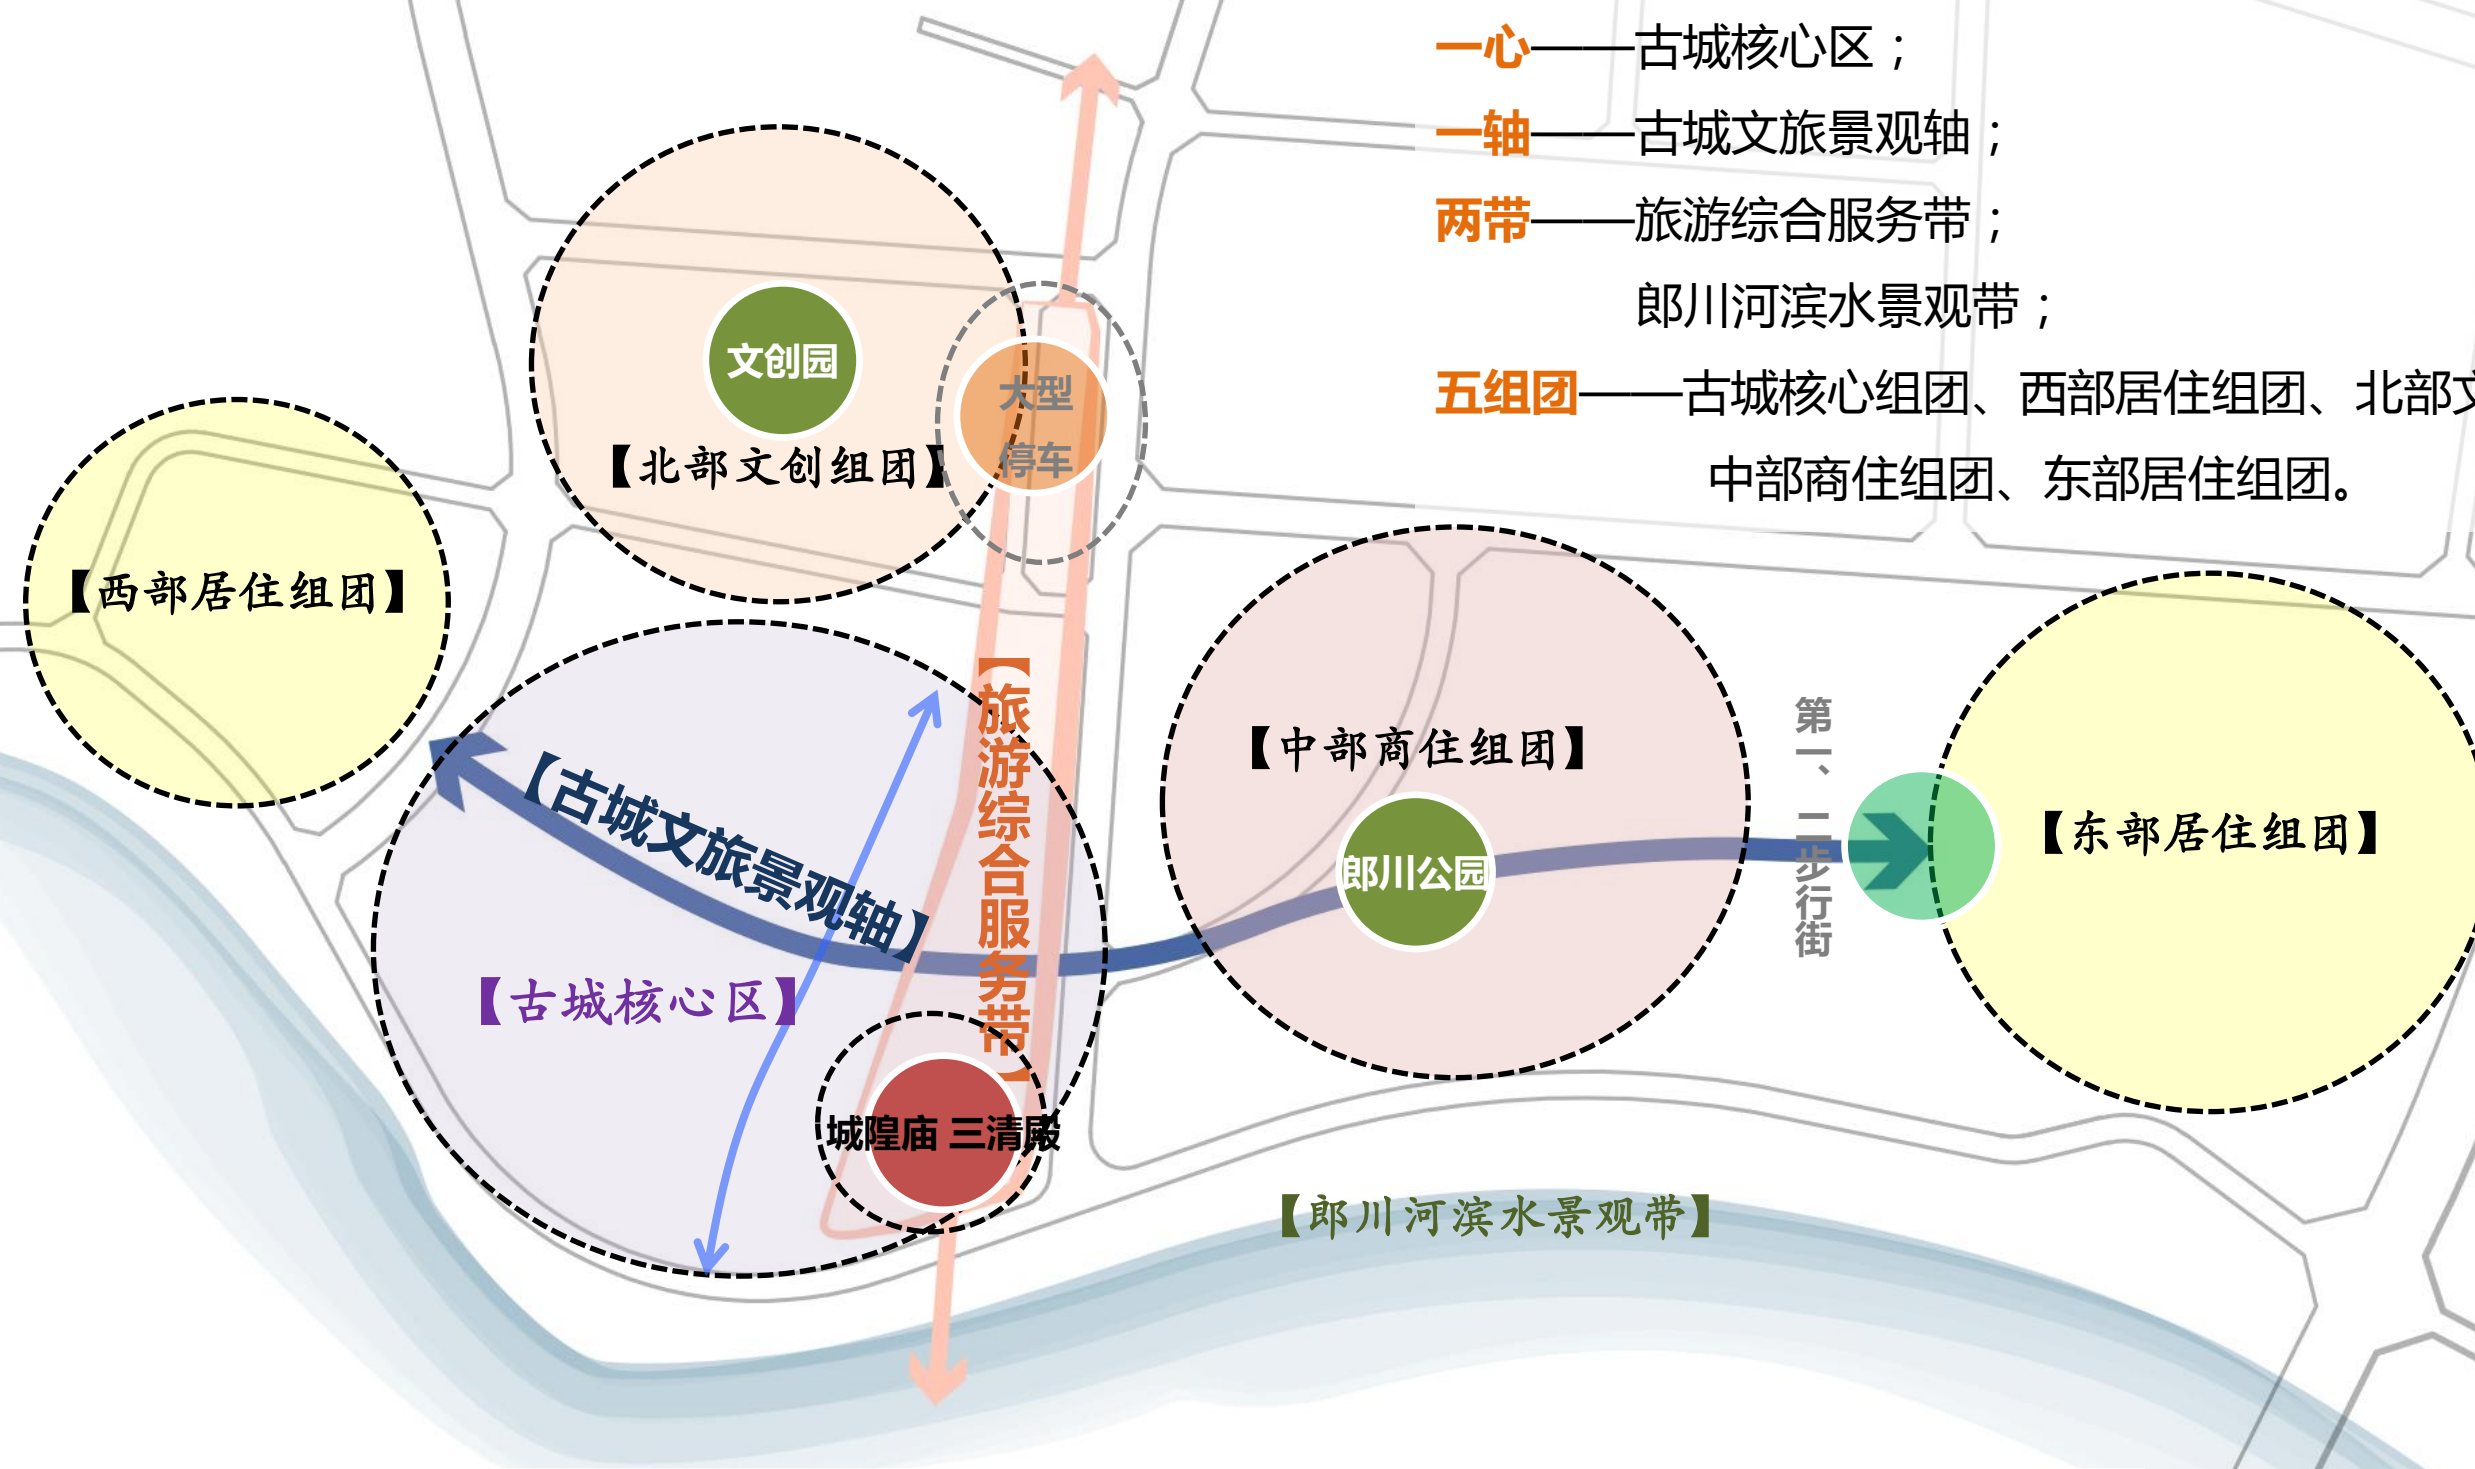 一心——古城核心区；
一轴——古城文旅景观轴；
两带——旅游综合服务带；
郎川河滨水景观带；
五组团——古城核心组团、西部居住组团、北部文
中部商住组团、东部居住组团。
文创园
大型
停车
【北部文创组团】
【西部居住组团】
【旅游综合服务带】
【古城文旅景观轴】
【中部商住组团】
第一、二步行街
【东部居住组团】
郎川公园
【古城核心区】
城隍庙 三清殿
【郎川河滨水景观带】